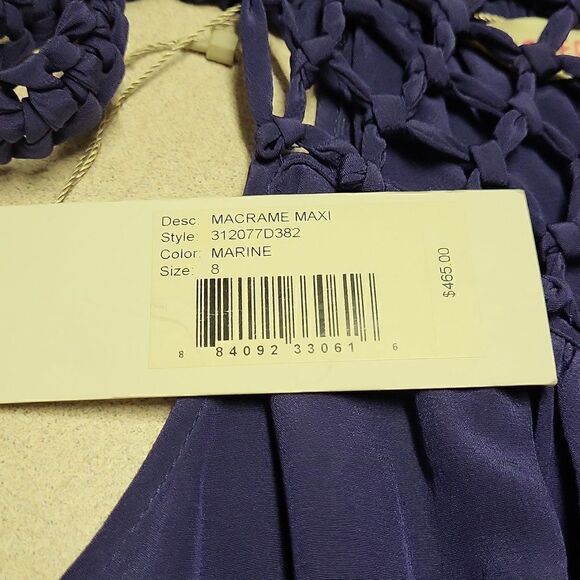 Desc: MACRAME MAXI
Style: 312077D382
Color: MARINE
Size: 8
$465.00
8 84092 33061 6